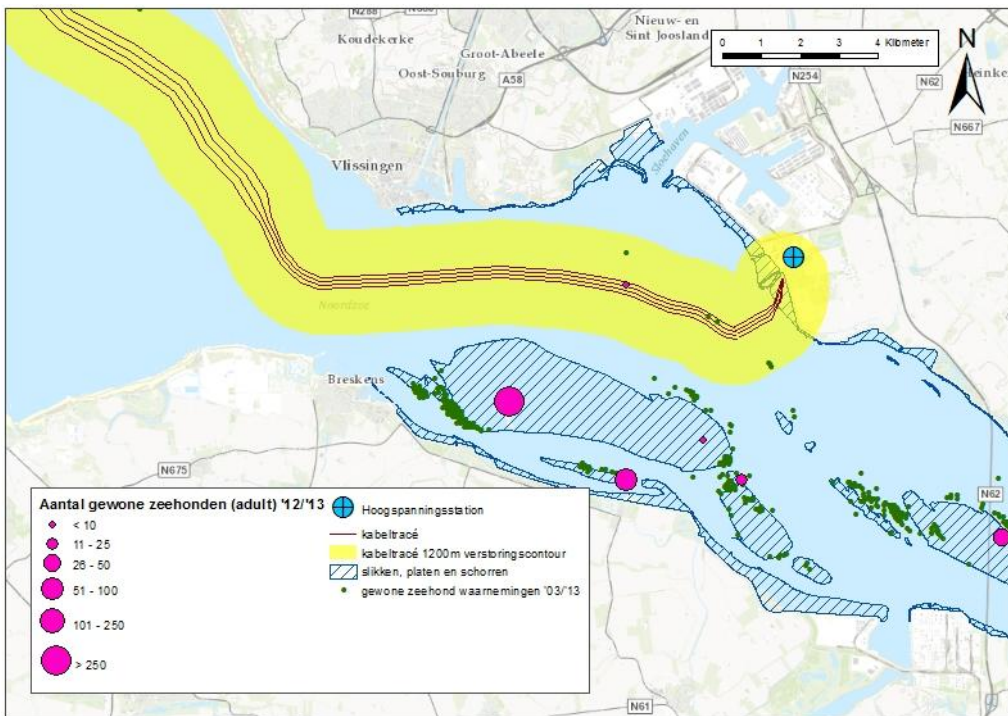 N288
Koudekerke
Nieuw- en
Sint Joosland
Groot-Abeele
Oost-Souburg
A58
0 1 2 3 4 Kilometer
N
N254
N62
Heinke
N667
Vlissingen
Sloehaven
Noordzee
Breskens
N675
N62
Aantal gewone zeehonden (adult) '12/'13
< 10
11 - 25
26 - 50
51 - 100
101 - 250
> 250
Hoogspanningsstation
kabeltracé
kabeltracé 1200m verstoringscontour
slikken, platen en schorren
gewone zeehond waarnemingen '03/'13
N61